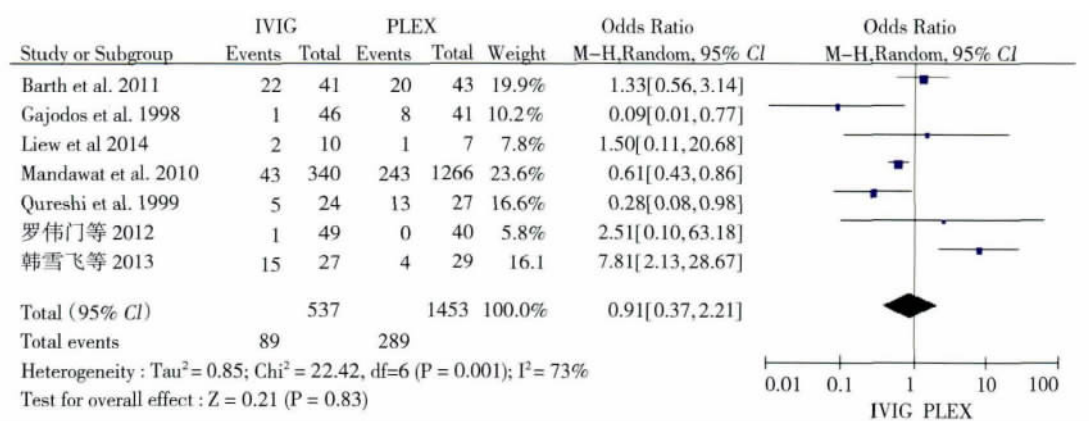 IVIG PLEX Odds Ratio Odds Ratio
Study or Subgroup Events Total Events Total Weight M-H,Random, 95% CI M-H,Random, 95% CI
Barth et al. 2011 22 41 20 43 19.9% 1.33[0.56,3.14]
Gajodos et al. 1998 1 46 8 41 10.2% 0.09[0.01,0.77]
Liew et al 2014 2 10 1 7 7.8% 1.50[0.11,20.68]
Mandawat et al. 2010 43 340 243 1266 23.6% 0.61[0.43,0.86]
Qureshi et al. 1999 5 24 13 27 16.6% 0.28[0.08,0.98]
罗伟门等 2012 1 49 0 40 5.8% 2.51[0.10,63.18]
韩雪飞等 2013 15 27 4 29 16.1 7.81[2.13,28.67]
Total (95% CI) 537 1453 100.0% 0.91[0.37,2.21]
Total events 89 289
Heterogeneity : Tau² = 0.85; Chi² = 22.42, df=6 (P = 0.001); I² = 73%
Test for overall effect : Z = 0.21 (P = 0.83)
0.01 0.1 1 10 100
IVIG PLEX